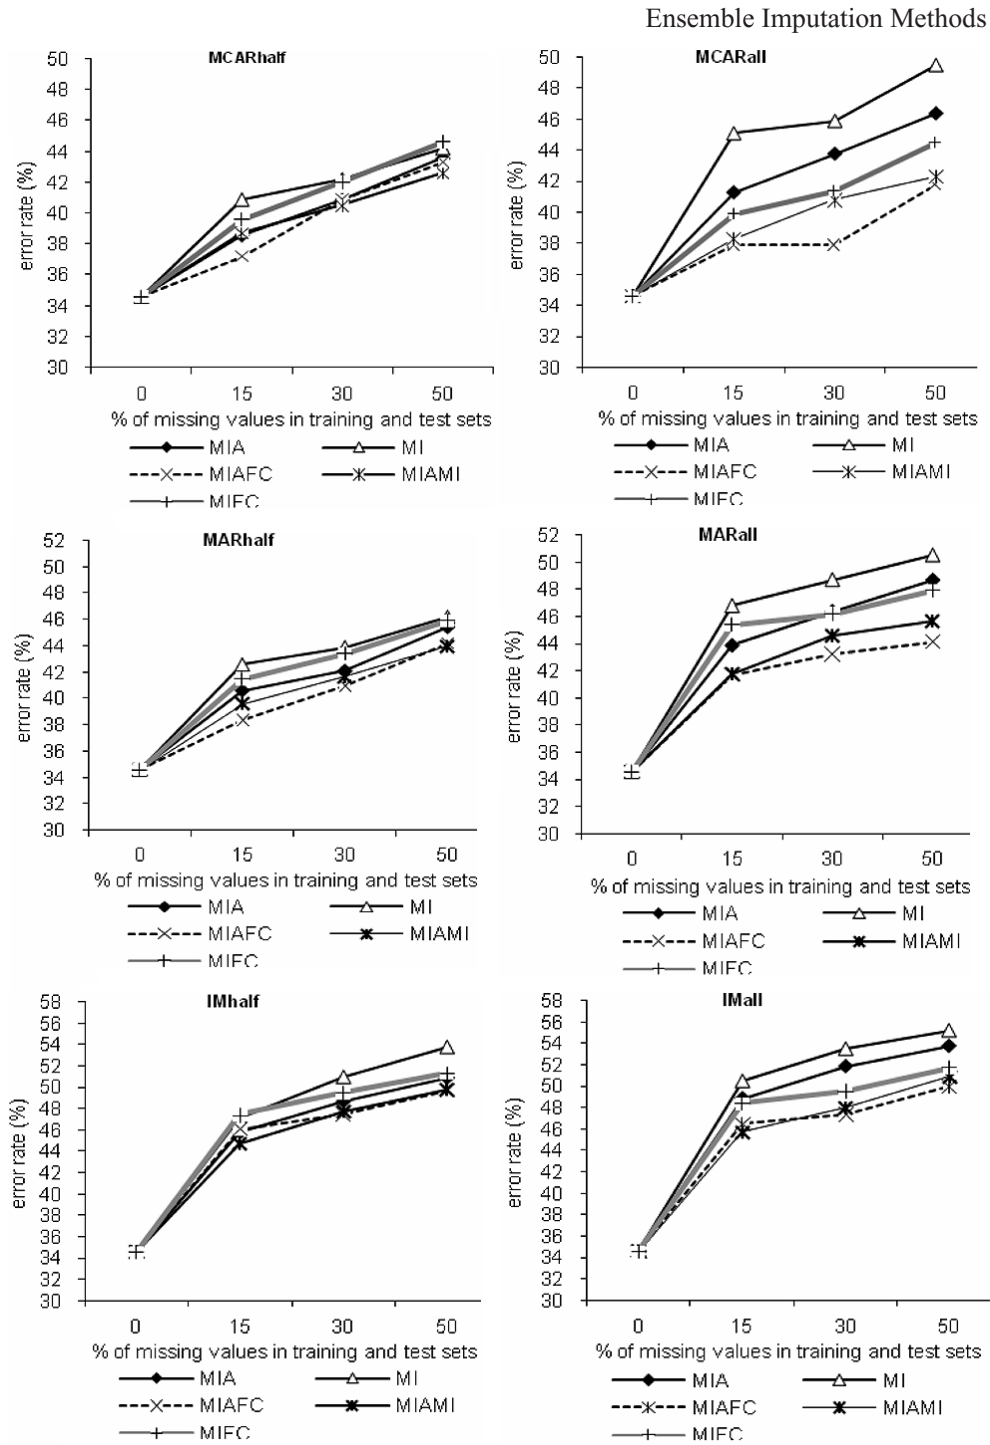 Ensemble Imputation Methods
MCARhalf
50
48
46
44
42
40
38
36
34
32
30
error rate (%)
0 15 30 50
% of missing values in training and test sets
MIA MI
MIAFC MIAMI
MIFC
MCARall
50
48
46
44
42
40
38
36
34
32
30
error rate (%)
0 15 30 50
% of missing values in training and test sets
MIA MI
MIAFC MIAMI
MIFC
MARhalf
52
50
48
46
44
42
40
38
36
34
32
30
error rate (%)
0 15 30 50
% of missing values in training and test sets
MIA MI
MIAFC MIAMI
MIFC
MARall
52
50
48
46
44
42
40
38
36
34
32
30
error rate (%)
0 15 30 50
% of missing values in training and test sets
MIA MI
MIAFC MIAMI
MIFC
IMhalf
58
56
54
52
50
48
46
44
42
40
38
36
34
32
30
error rate (%)
0 15 30 50
% of missing values in training and test sets
MIA MI
MIAFC MIAMI
MIFC
IMall
58
56
54
52
50
48
46
44
42
40
38
36
34
32
30
error rate (%)
0 15 30 50
% of missing values in training and test sets
MIA MI
MIAFC MIAMI
MIFC